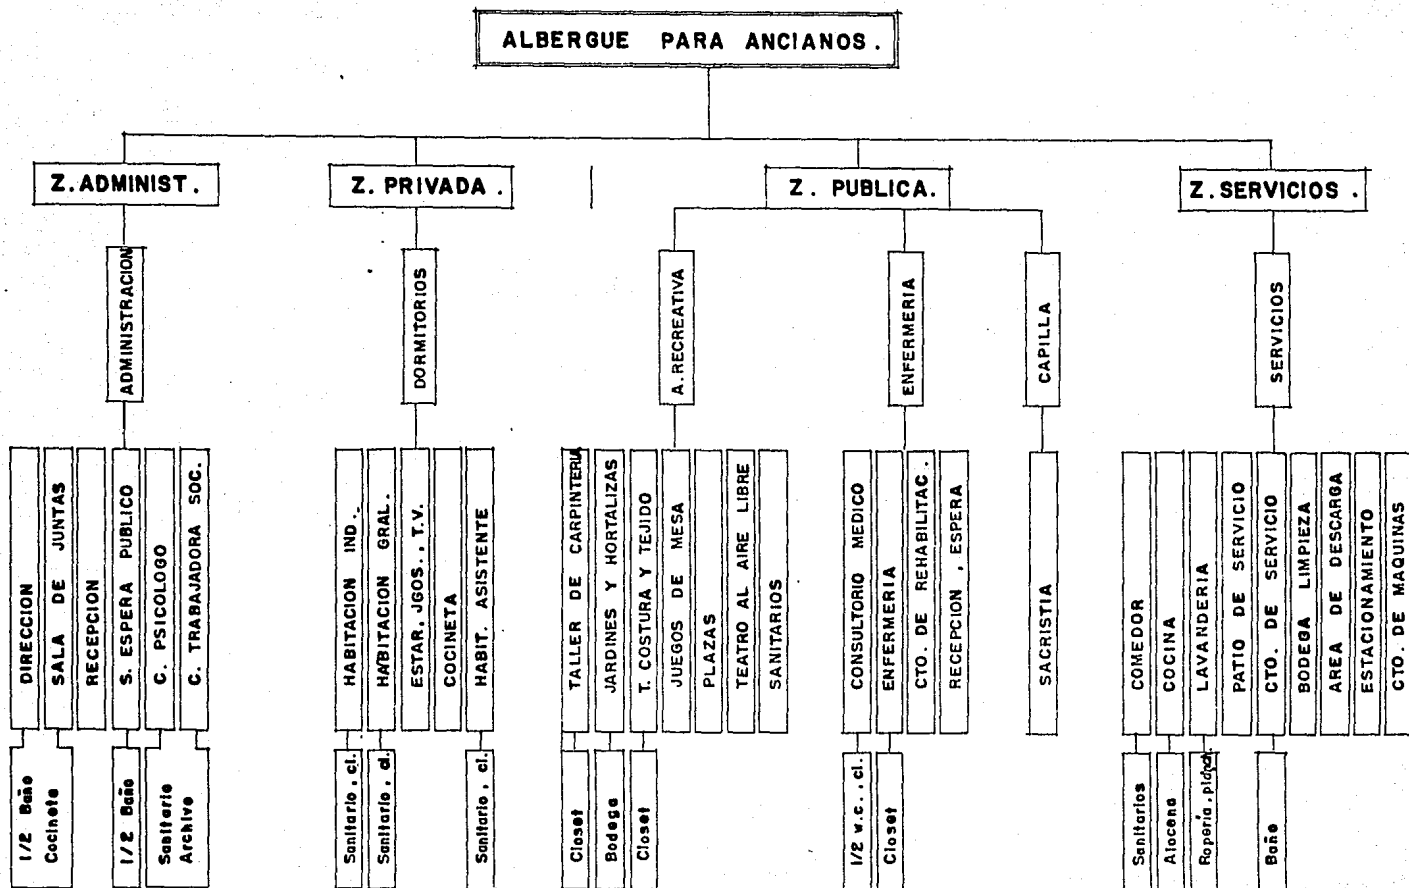 ALBERGUE PARA ANCIANOS.
Z. ADMINIST.
Z. PRIVADA.
Z. PUBLICA.
Z. SERVICIOS.
ADMINISTRACION
DORMITORIOS
A. RECREATIVA
ENFERMERIA
CAPILLA
SERVICIOS
DIRECCION
SALA DE JUNTAS
RECEPCION
S. ESPERA PUBLICO
C. PSICOLOGO
C. TRABAJADORA SOC.
HABITACION IND.
HABITACION GRAL.
ESTAR, JGOS., T.V.
COCINETA
HABIT. ASISTENTE
TALLER DE CARPINTERIA
JARDINES Y HORTALIZAS
T. COSTURA Y TEJIDO
JUEGOS DE MESA
PLAZAS
TEATRO AL AIRE LIBRE
SANITARIOS
CONSULTORIO MEDICO
ENFERMERIA
CTO. DE REHABILITAC.
RECEPCION, ESPERA
SACRISTIA
COMEDOR
COCINA
LAVANDERIA
PATIO DE SERVICIO
CTO. DE SERVICIO
BODEGA LIMPIEZA
AREA DE DESCARGA
ESTACIONAMIENTO
CTO. DE MAQUINAS
1/2 Baño
Cocineta
1/2 Baño
Sanitario
Archivo
Sanitario, cl.
Sanitario, cl.
Sanitario, cl.
Closet
Bodega
Closet
1/2 w.c., cl.
Closet
Sanitarios
Alacena
Ropería,
Baño